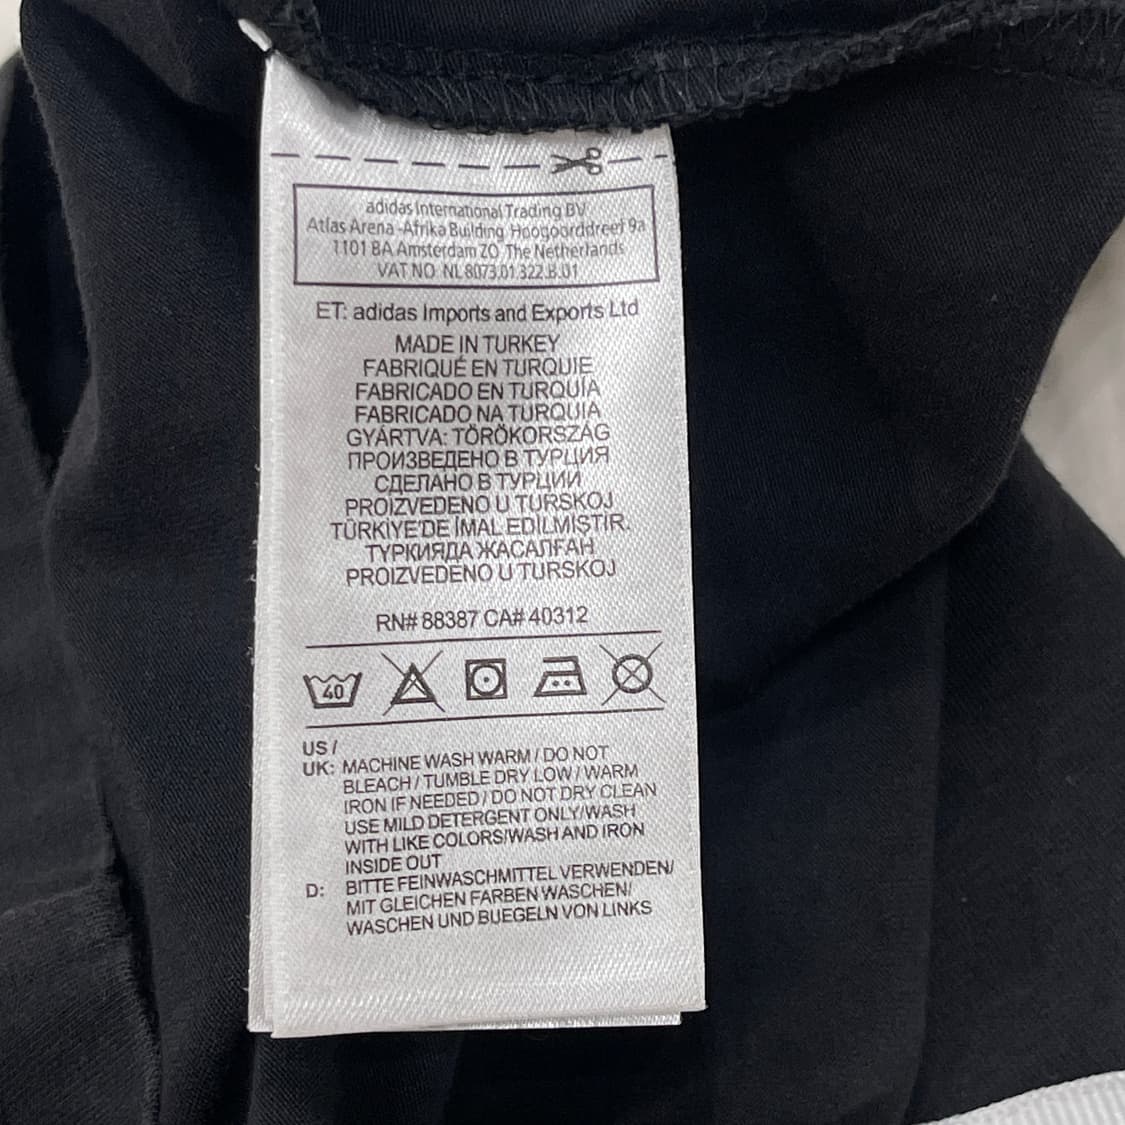 adidas International Trading BV
Atlas Arena -Afrika Building Hoogoorddreef 9a
1101 BA Amsterdam ZO The Netherlands
VAT NO. NL 8073.01.322.B.01
ET: adidas Imports and Exports Ltd
MADE IN TURKEY
FABRIQUÉ EN TURQUIE
FABRICADO EN TURQUÍA
FABRICADO NA TURQUIA
GYÁRTVA: TÖRÖKORSZÁG
ПРОИЗВЕДЕНО В ТУРЦИЯ
СДЕЛАНО В ТУРЦИИ
PROIZVEDENO U TURSKOJ
TÜRKİYE'DE İMAL EDİLMİŞTİR.
ТУРКИЯДА ЖАСАЛҒАН
PROIZVEDENO U TURSKOJ
RN# 88387 CA# 40312
40
US /
UK: MACHINE WASH WARM / DO NOT
BLEACH / TUMBLE DRY LOW / WARM
IRON IF NEEDED / DO NOT DRY CLEAN
USE MILD DETERGENT ONLY/WASH
WITH LIKE COLORS/WASH AND IRON
INSIDE OUT
D: BITTE FEINWASCHMITTEL VERWENDEN/
MIT GLEICHEN FARBEN WASCHEN/
WASCHEN UND BUEGELN VON LINKS